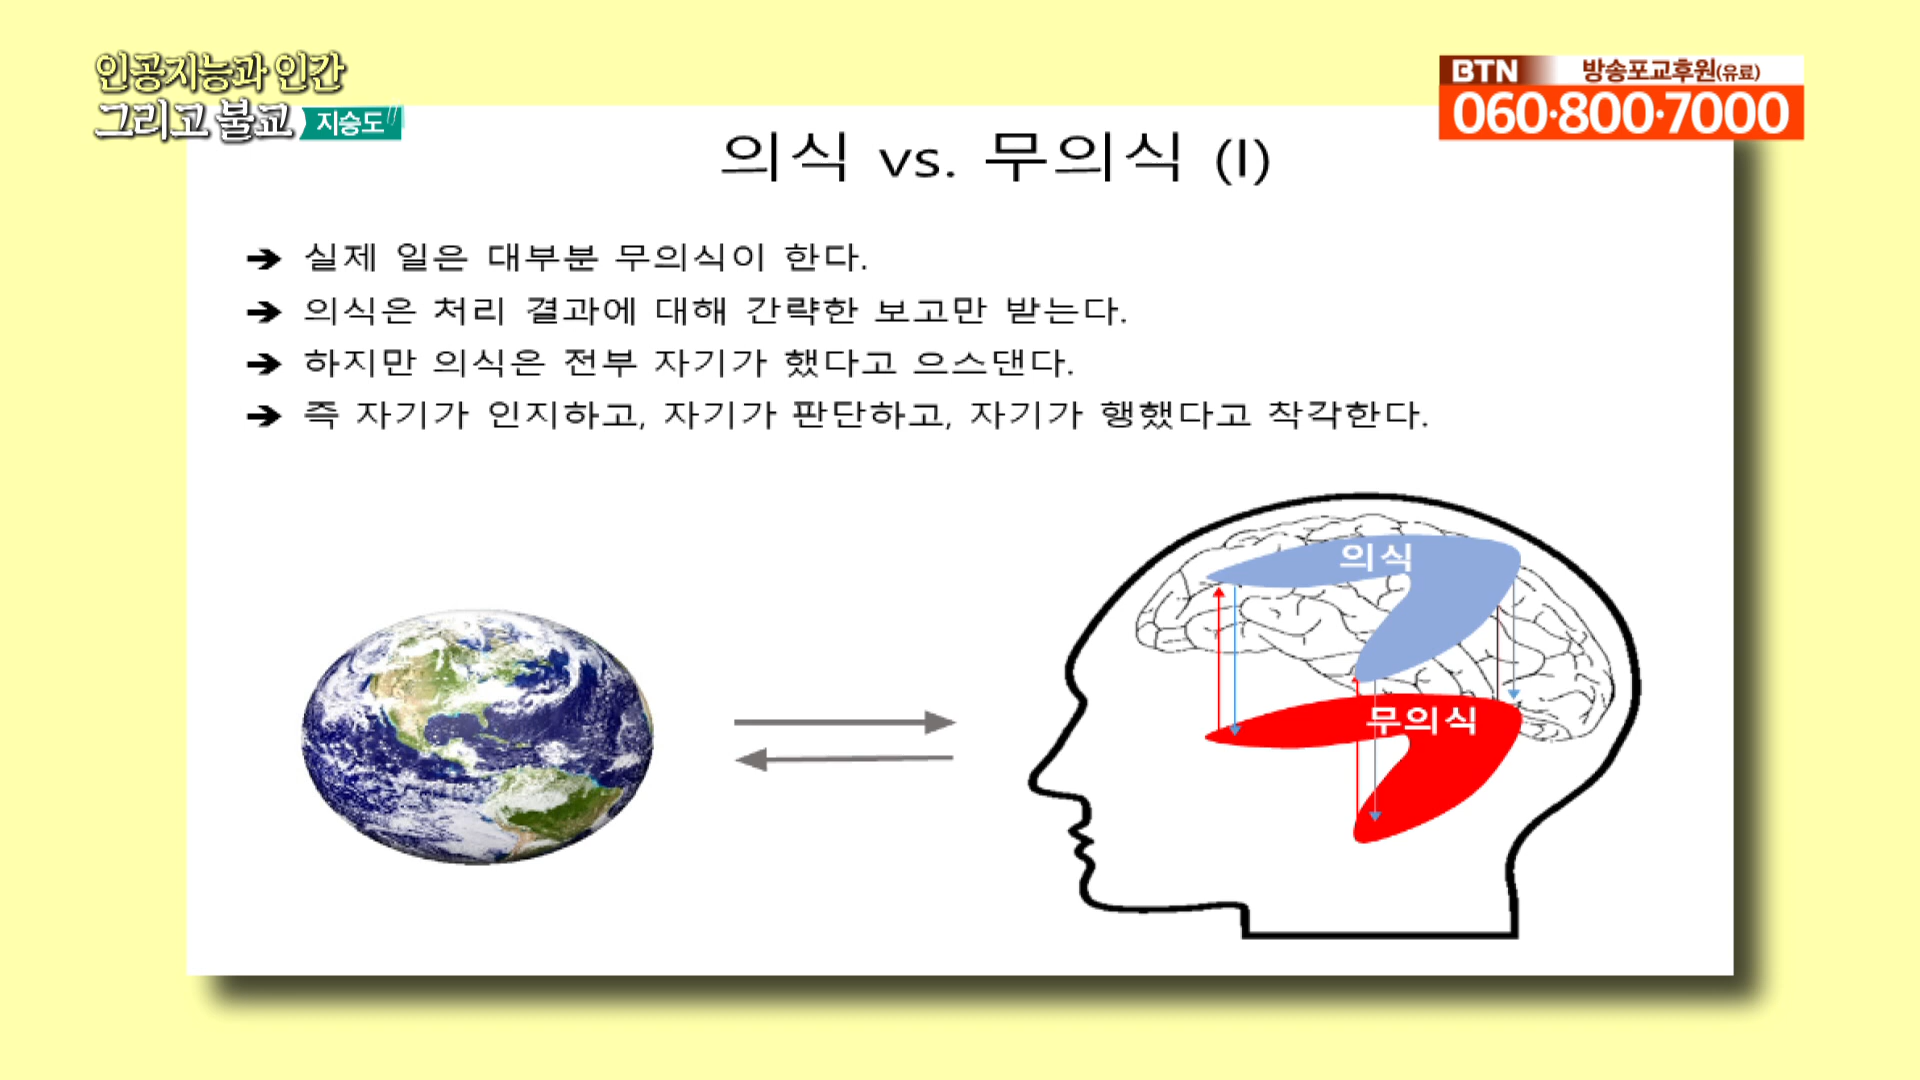 인공지능과 인간
그리고 불교 지승도
BTN 방송포교후원(유료)
060·800·7000
의식 vs. 무의식 (I)
➔ 실제 일은 대부분 무의식이 한다.
➔ 의식은 처리 결과에 대해 간략한 보고만 받는다.
➔ 하지만 의식은 전부 자기가 했다고 으스댄다.
➔ 즉 자기가 인지하고, 자기가 판단하고, 자기가 행했다고 착각한다.
의식
무의식